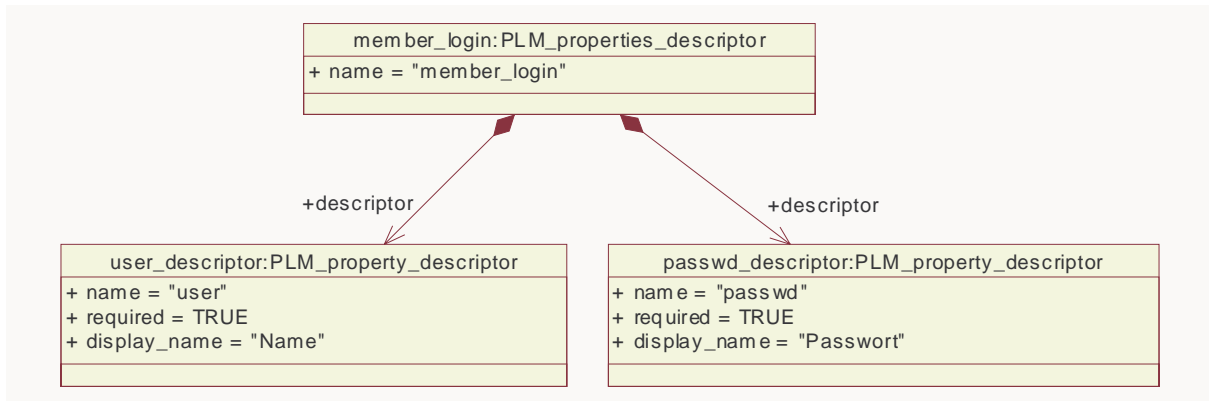 member_login:PLM_properties_descriptor
+ name = "member_login"
+descriptor
+descriptor
user_descriptor:PLM_property_descriptor
+ name = "user"
+ required = TRUE
+ display_name = "Name"
passwd_descriptor:PLM_property_descriptor
+ name = "passwd"
+ required = TRUE
+ display_name = "Passwort"